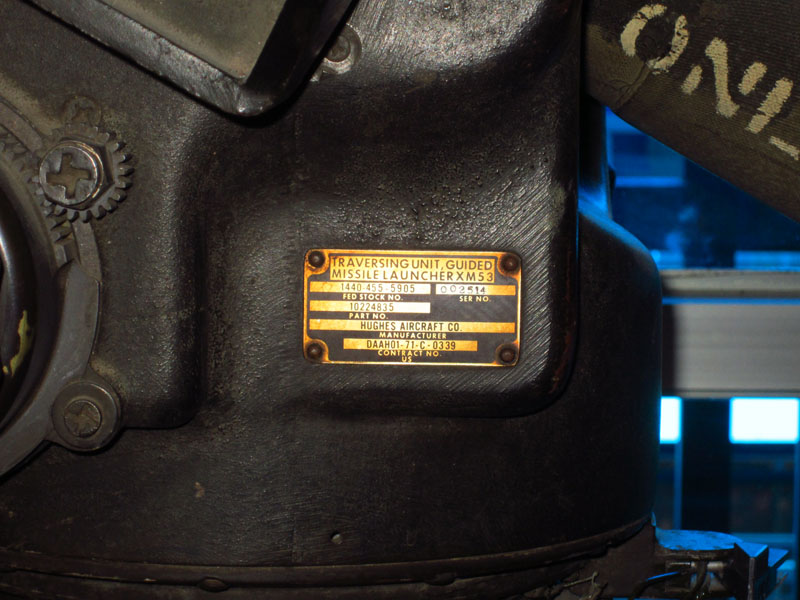 TRAVERSING UNIT, GUIDED
MISSILE LAUNCHER XM53
1440-455-5905 002514
FED STOCK NO. SER NO.
10224835
PART NO.
HUGHES AIRCRAFT CO.
MANUFACTURER
DAAH01-71-C-0339
CONTRACT NO.
US